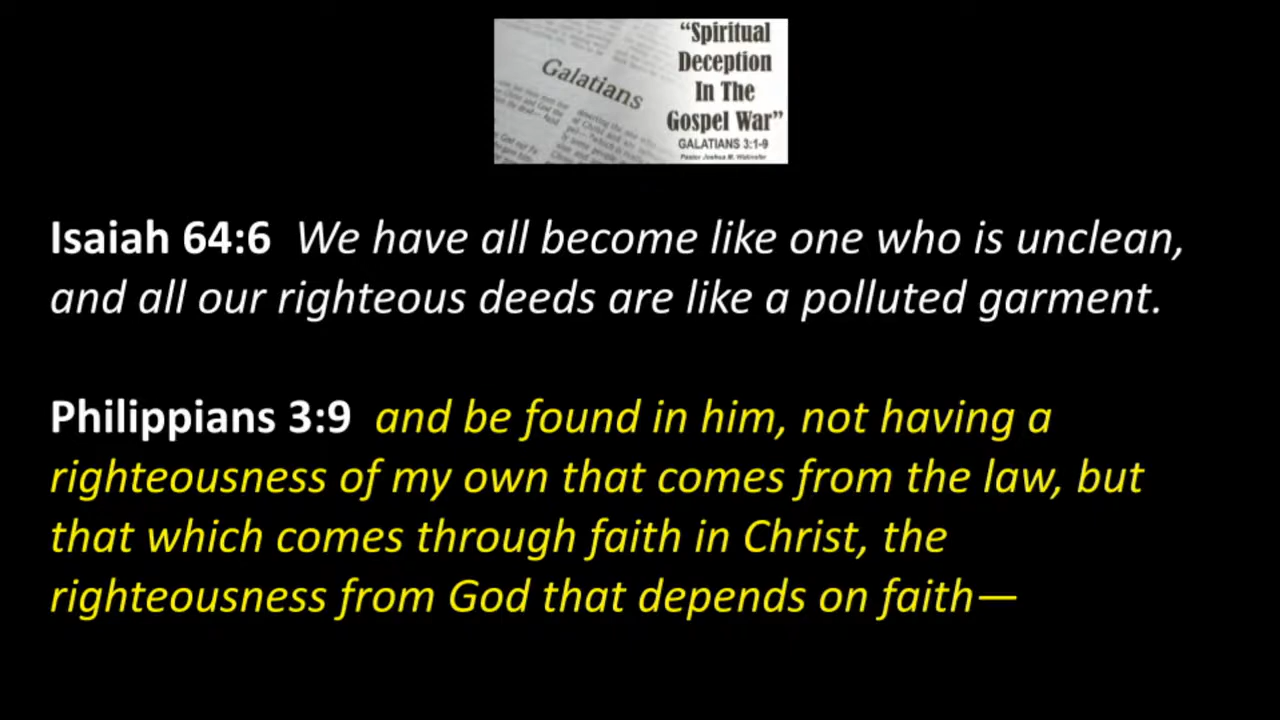 "Spiritual
Deception
In The
Gospel War"
GALATIANS 3:1-9
Pastor Joshua M.
Galatians
Isaiah 64:6 We have all become like one who is unclean,
and all our righteous deeds are like a polluted garment.
Philippians 3:9 and be found in him, not having a
righteousness of my own that comes from the law, but
that which comes through faith in Christ, the
righteousness from God that depends on faith—